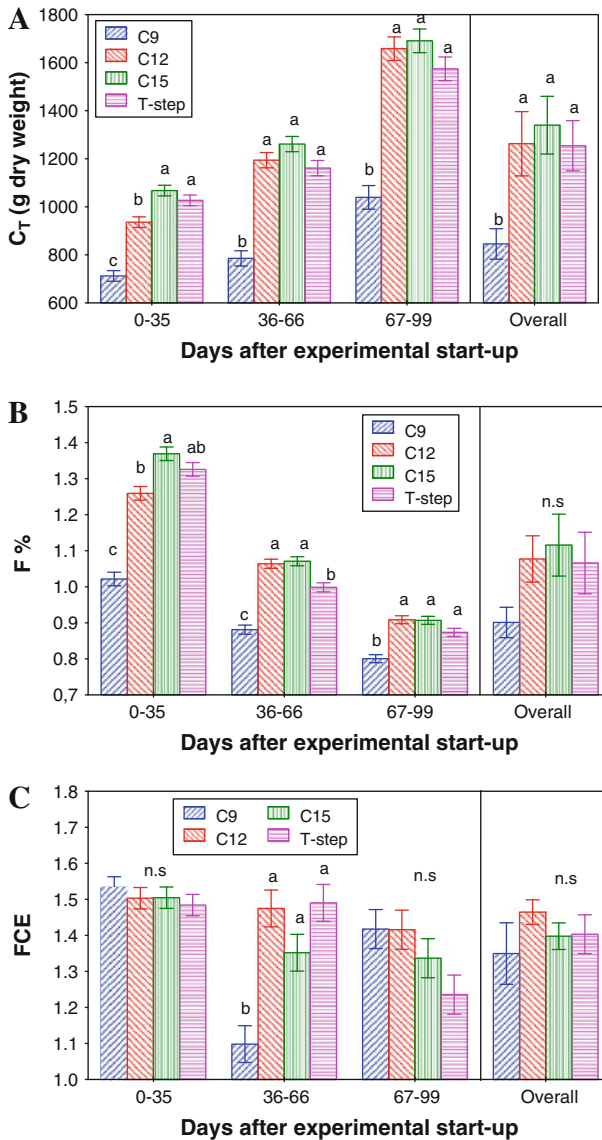 A
C_T (g dry weight)
1800
1600
1400
1200
1000
800
600
C9
C12
C15
T-step
c
b
a
a
b
a
a
a
b
a
a
a
b
a
a
a
0-35
36-66
67-99
Overall
Days after experimental start-up
B
F %
1.5
1.4
1.3
1.2
1.1
1.0
0.9
0.8
0,7
C9
C12
C15
T-step
c
b
a
ab
c
a
a
b
b
a
a
a
n.s
0-35
36-66
67-99
Overall
Days after experimental start-up
C
FCE
1.8
1.7
1.6
1.5
1.4
1.3
1.2
1.1
1.0
C9
C15
C12
T-step
n.s
b
a
a
a
n.s
n.s
0-35
36-66
67-99
Overall
Days after experimental start-up